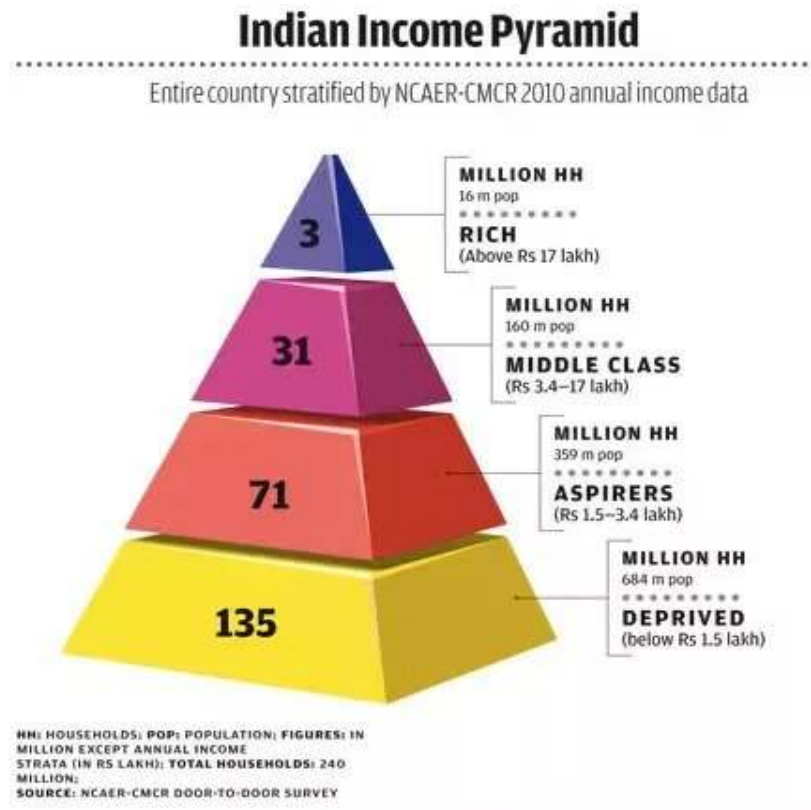 Indian Income Pyramid
Entire country stratified by NCAER-CMCR 2010 annual income data
3
MILLION HH
16 m pop
RICH
(Above Rs 17 lakh)
31
MILLION HH
160 m pop
MIDDLE CLASS
(Rs 3.4–17 lakh)
71
MILLION HH
359 m pop
ASPIRERS
(Rs 1.5–3.4 lakh)
135
MILLION HH
684 m pop
DEPRIVED
(below Rs 1.5 lakh)
HH: HOUSEHOLDS; POP: POPULATION; FIGURES: IN
MILLION EXCEPT ANNUAL INCOME
STRATA (IN RS LAKH); TOTAL HOUSEHOLDS: 240
MILLION;
SOURCE: NCAER-CMCR DOOR-TO-DOOR SURVEY